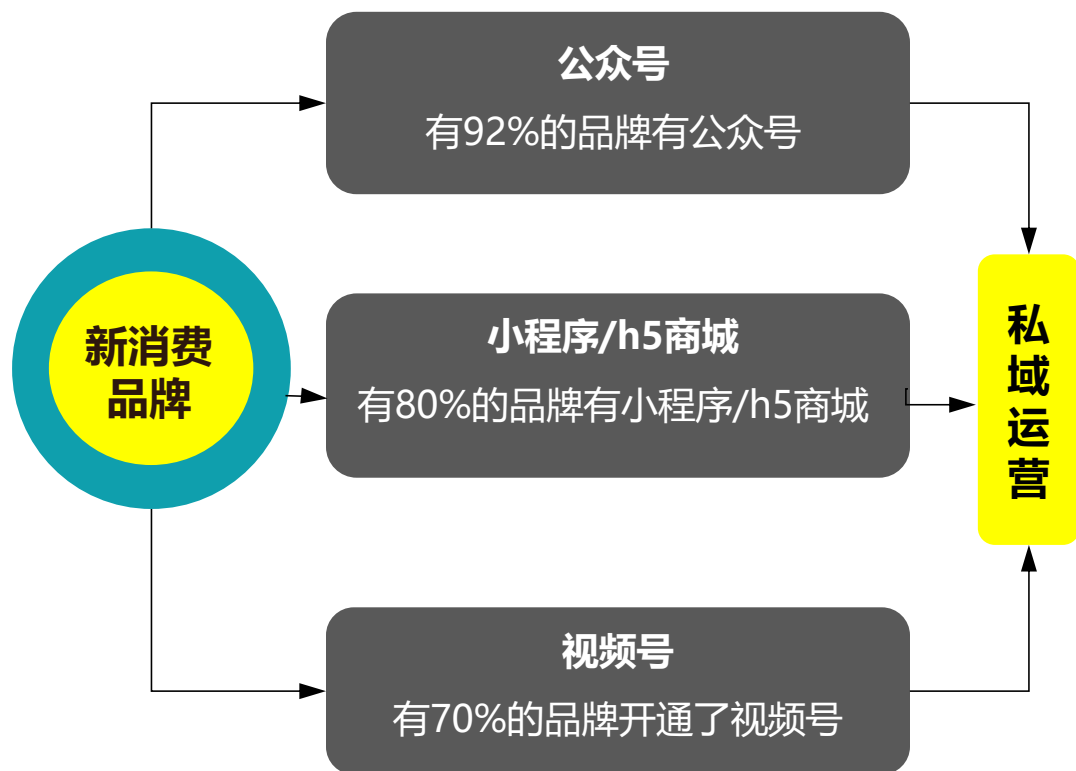 公众号
有92%的品牌有公众号
新消费
品牌
小程序/h5商城
有80%的品牌有小程序/h5商城
私域运营
视频号
有70%的品牌开通了视频号